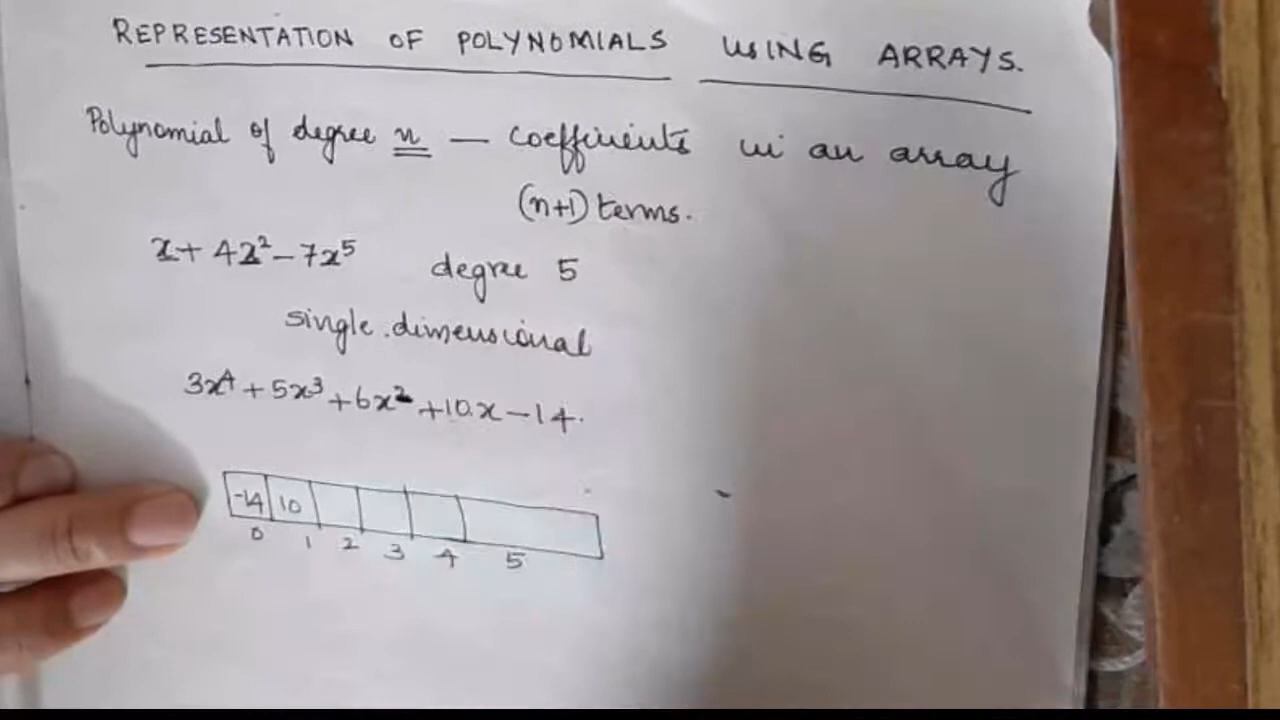 REPRESENTATION OF POLYNOMIALS USING ARRAYS.
Polynomial of degree n — coefficients in an array
(n+1) terms.
x + 4x² - 7x⁵ degree 5
single dimensional
3x⁴ + 5x³ + 6x² + 10x - 14.
-14 10
0 1 2 3 4 5